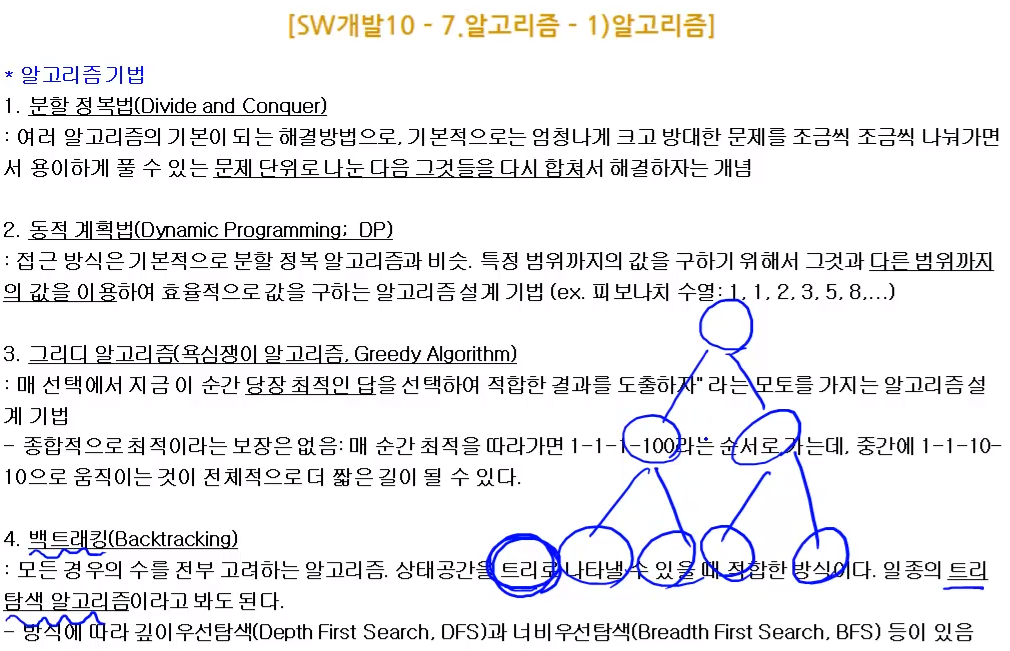 [SW개발10 - 7.알고리즘 - 1)알고리즘]
* 알고리즘 기법
1. 분할 정복법(Divide and Conquer)
: 여러 알고리즘의 기본이 되는 해결방법으로, 기본적으로는 엄청나게 크고 방대한 문제를 조금씩 조금씩 나눠가면
서 용이하게 풀 수 있는 문제 단위로 나눈 다음 그것들을 다시 합쳐서 해결하자는 개념
2. 동적 계획법(Dynamic Programming; DP)
: 접근 방식은 기본적으로 분할 정복 알고리즘과 비슷. 특정 범위까지의 값을 구하기 위해서 그것과 다른 범위까지
의 값을 이용하여 효율적으로 값을 구하는 알고리즘 설계 기법 (ex. 피보나치 수열: 1, 1, 2, 3, 5, 8,...)
3. 그리디 알고리즘(욕심쟁이 알고리즘, Greedy Algorithm)
: 매 선택에서 지금 이 순간 당장 최적인 답을 선택하여 적합한 결과를 도출하자" 라는 모토를 가지는 알고리즘 설
계 기법
- 종합적으로 최적이라는 보장은 없음: 매 순간 최적을 따라가면 1-1-1-100라는 순서로 가는데, 중간에 1-1-10-
10으로 움직이는 것이 전체적으로 더 짧은 길이 될 수 있다.
4. 백트래킹(Backtracking)
: 모든 경우의 수를 전부 고려하는 알고리즘. 상태공간을 트리로 나타낼 수 있을 때 적합한 방식이다. 일종의 트리
탐색 알고리즘이라고 봐도 된다.
- 방식에 따라 깊이우선탐색(Depth First Search, DFS)과 너비우선탐색(Breadth First Search, BFS) 등이 있음